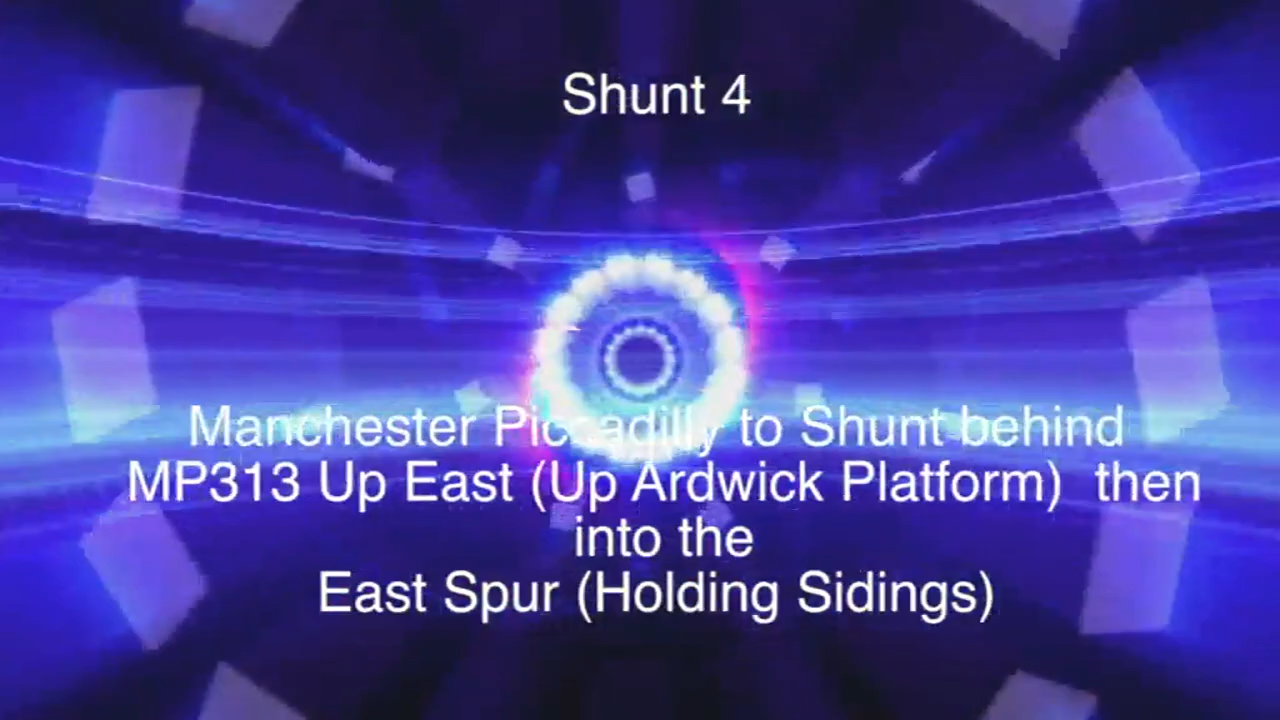 Shunt 4
Manchester Piccadilly to Shunt behind
MP313 Up East (Up Ardwick Platform) then
into the
East Spur (Holding Sidings)